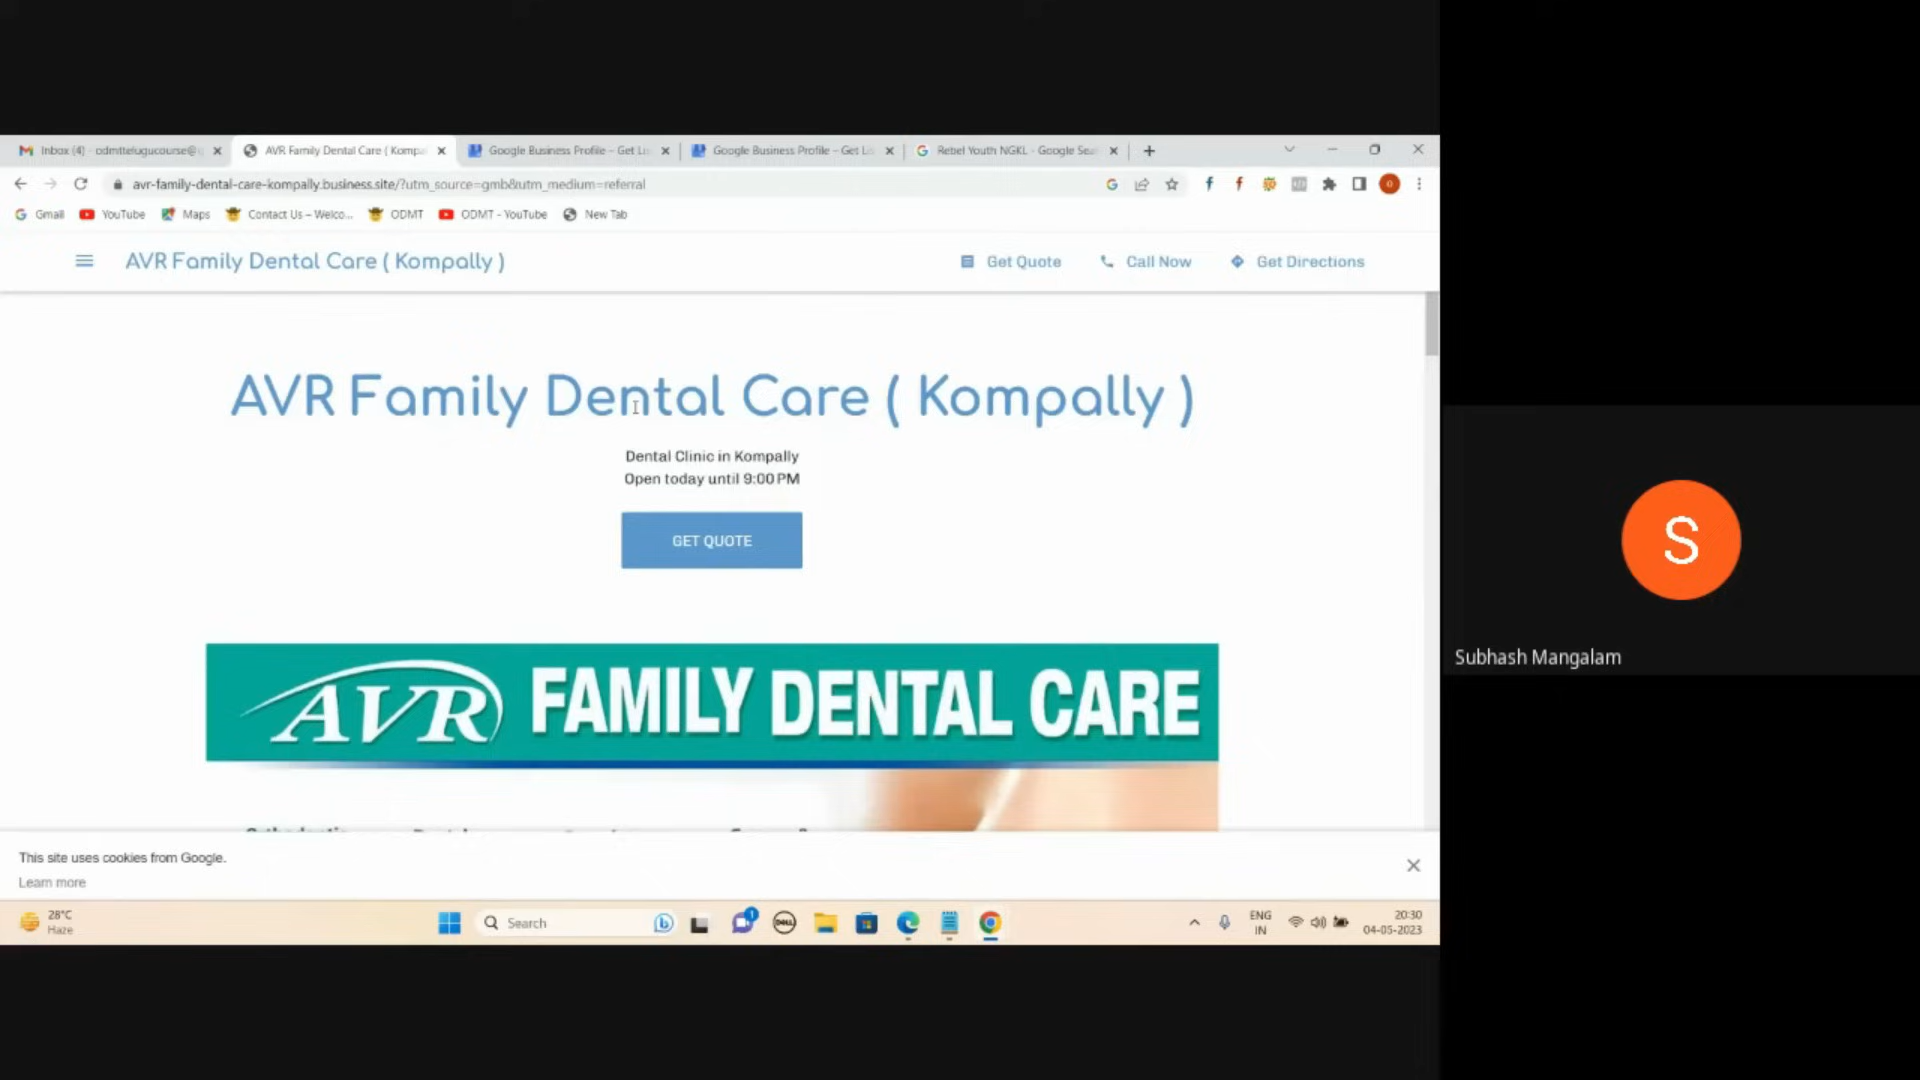 Inbox (4) - odmttelugucourse@
AVR Family Dental Care ( Kompa
Google Business Profile – Get Lis
Google Business Profile – Get Lis
Rebel Youth NGKL - Google Sea
avr-family-dental-care-kompally.business.site/?utm_source=gmb&utm_medium=referral
Gmail
YouTube
Maps
Contact Us – Welco...
ODMT
ODMT - YouTube
New Tab
AVR Family Dental Care ( Kompally )
Get Quote
Call Now
Get Directions
AVR Family Dental Care ( Kompally )
Dental Clinic in Kompally
Open today until 9:00 PM
GET QUOTE
AVR FAMILY DENTAL CARE
This site uses cookies from Google.
Learn more
28°C
Haze
Search
ENG
IN
20:30
04-05-2023
S
Subhash Mangalam